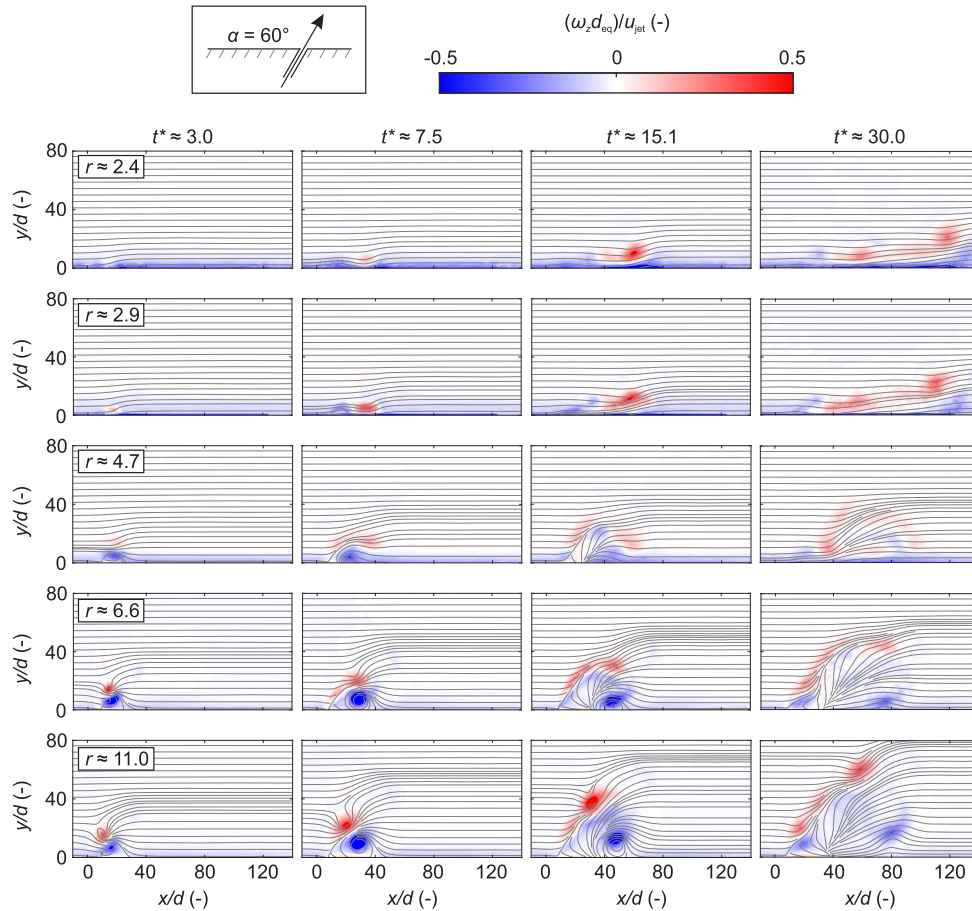 α = 60°
(ω_z d_eq)/u_jet (-)
-0.5 0 0.5
t* ≈ 3.0 t* ≈ 7.5 t* ≈ 15.1 t* ≈ 30.0
80
r ≈ 2.4
y/d (-)
40
0
80
r ≈ 2.9
y/d (-)
40
0
80
r ≈ 4.7
y/d (-)
40
0
80
r ≈ 6.6
y/d (-)
40
0
80
r ≈ 11.0
y/d (-)
40
0
0 40 80 120 0 40 80 120 0 40 80 120 0 40 80 120
x/d (-) x/d (-) x/d (-) x/d (-)